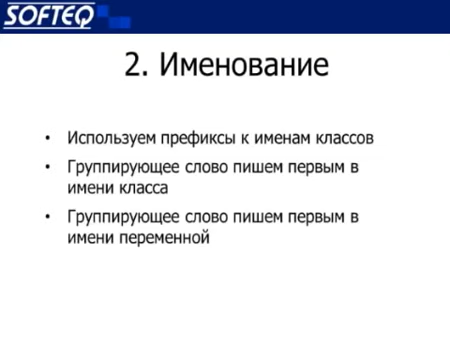 SOFTEQ
2. Именование
• Используем префиксы к именам классов
• Группирующее слово пишем первым в
имени класса
• Группирующее слово пишем первым в
имени переменной